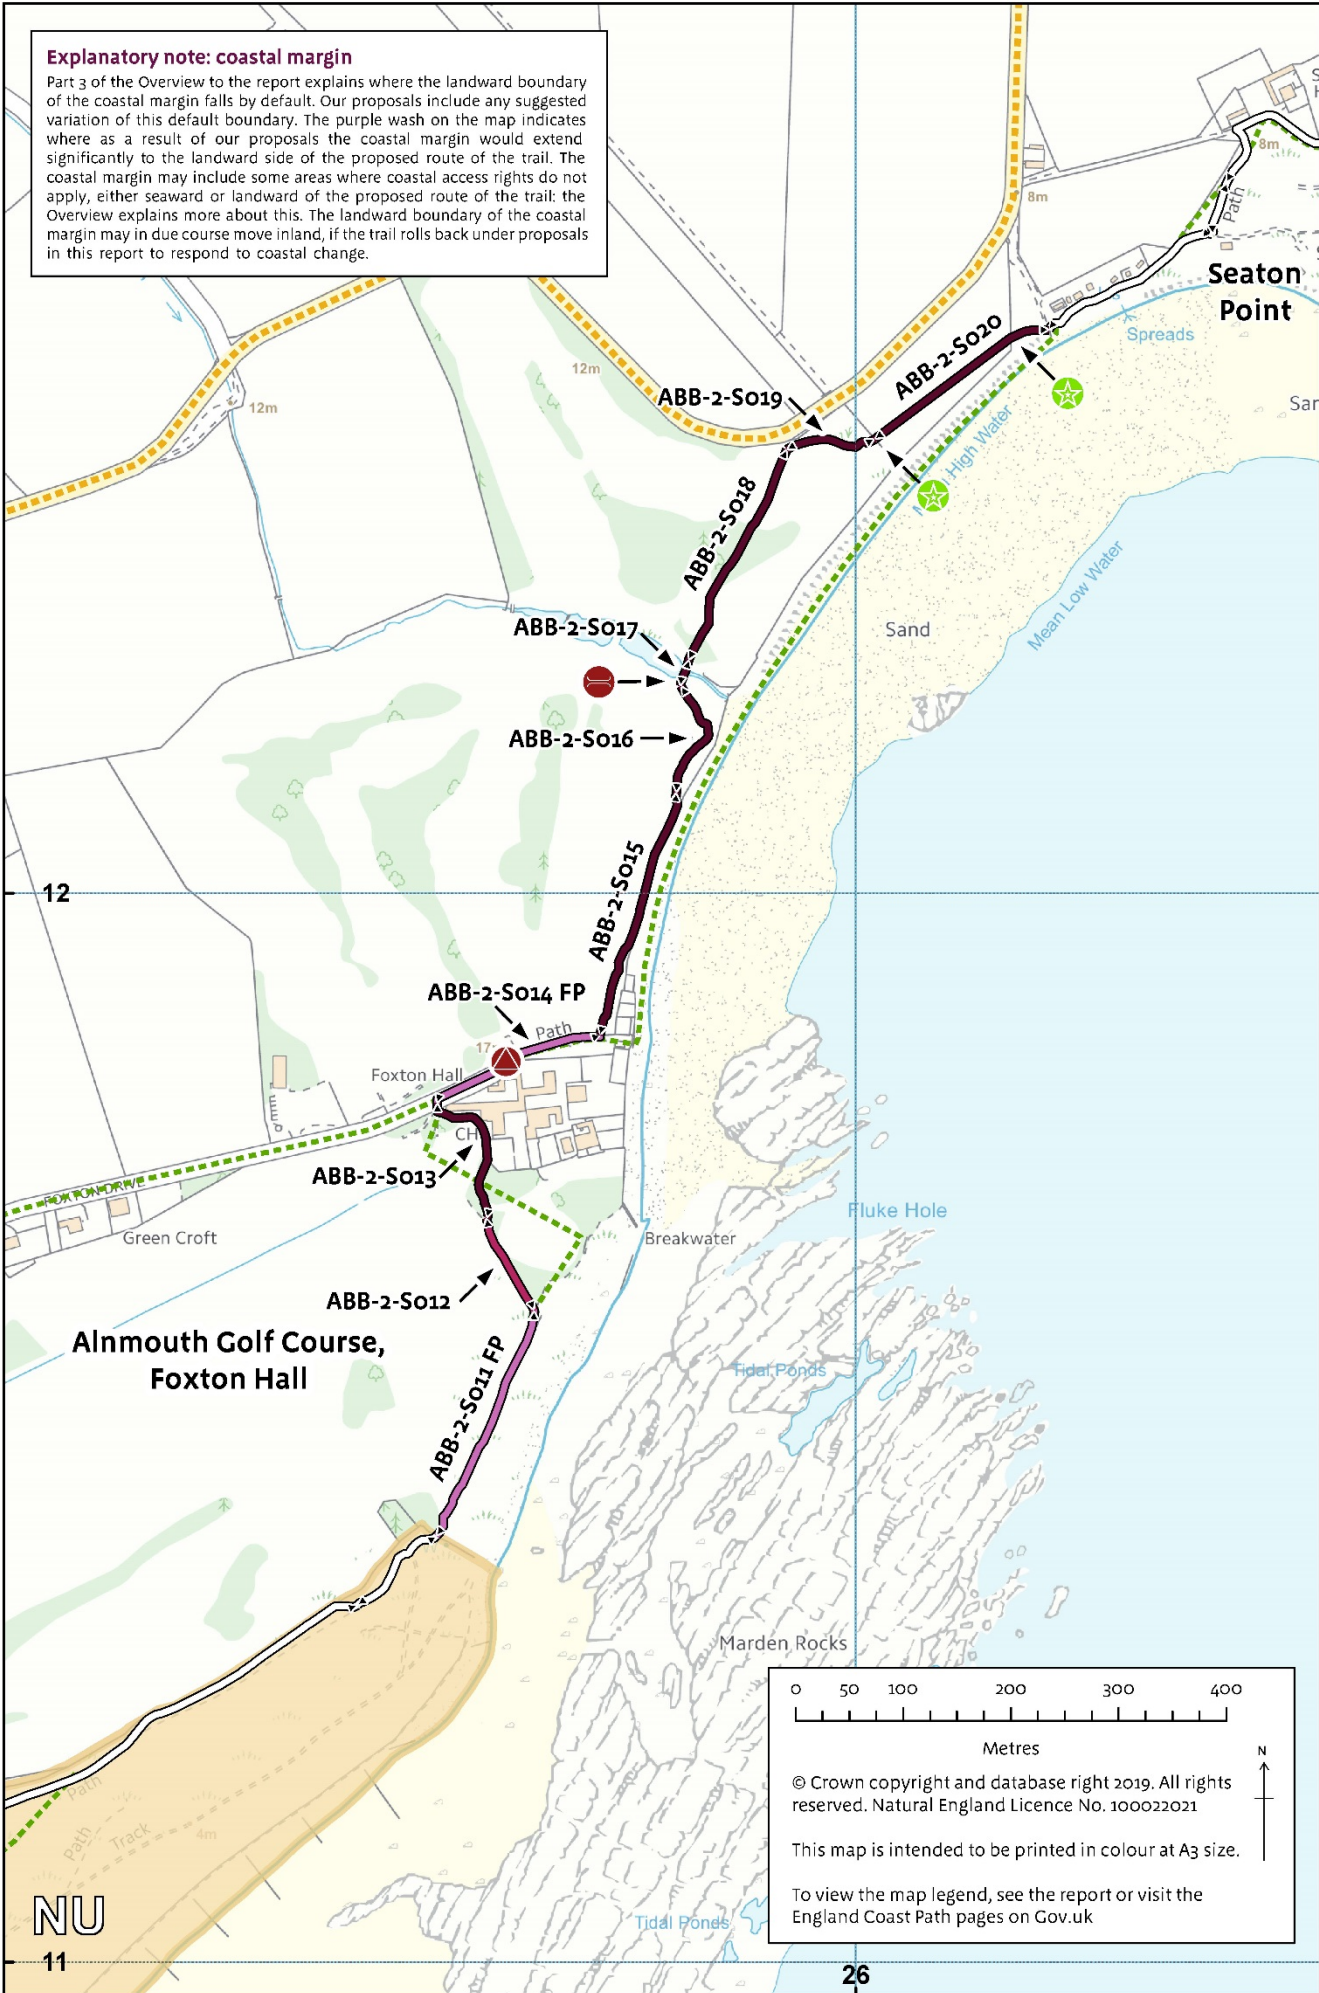 Explanatory note: coastal margin
Part 3 of the Overview to the report explains where the landward boundary
of the coastal margin falls by default. Our proposals include any suggested
variation of this default boundary. The purple wash on the map indicates
where as a result of our proposals the coastal margin would extend
significantly to the landward side of the proposed route of the trail. The
coastal margin may include some areas where coastal access rights do not
apply, either seaward or landward of the proposed route of the trail: the
Overview explains more about this. The landward boundary of the coastal
margin may in due course move inland, if the trail rolls back under proposals
in this report to respond to coastal change.
8m
8m
Path
Seaton
Point
Spreads
12m
12m
ABB-2-S020
ABB-2-S019
High Water
ABB-2-S018
Mean Low Water
Sand
ABB-2-S017
ABB-2-S016
ABB-2-S015
12
ABB-2-S014 FP
Path
17
Foxton Hall
CH
ABB-2-S013
FOXTON DRIVE
Green Croft
Breakwater
Fluke Hole
ABB-2-S012
Alnmouth Golf Course,
Foxton Hall
Tidal Ponds
ABB-2-S011 FP
Marden Rocks
0 50 100 200 300 400
Metres
N
© Crown copyright and database right 2019. All rights
reserved. Natural England Licence No. 100022021
This map is intended to be printed in colour at A3 size.
To view the map legend, see the report or visit the
England Coast Path pages on Gov.uk
Path
Path
Track
4m
NU
Tidal Ponds
11
26